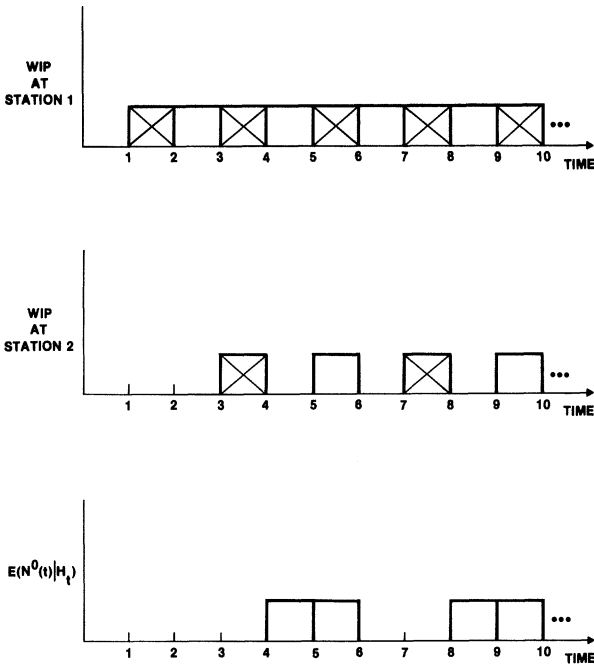 WIP
AT
STATION 1
1 2 3 4 5 6 7 8 9 10 •••
TIME
WIP
AT
STATION 2
1 2 3 4 5 6 7 8 9 10 •••
TIME
E(N⁰(t)|Hₜ)
1 2 3 4 5 6 7 8 9 10 •••
TIME